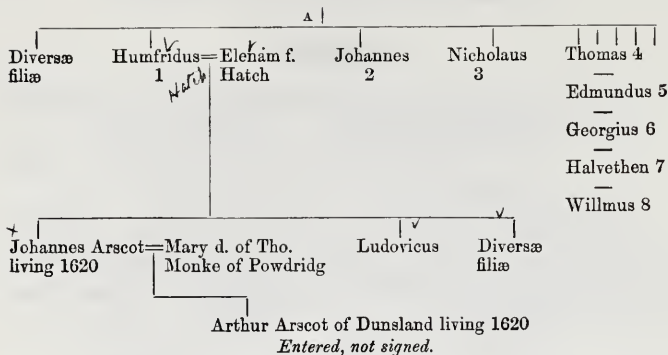 A
Diversæ
filiæ
Humfridus=Elenam f.
1 Hatch
Hatch
Johannes
2
Nicholaus
3
Thomas 4
Edmundus 5
Georgius 6
Halvethen 7
Willmus 8
Johannes Arscot=Mary d. of Tho.
living 1620 Monke of Powdridg
Ludovicus
Diversæ
filiæ
Arthur Arscot of Dunsland living 1620
Entered, not signed.